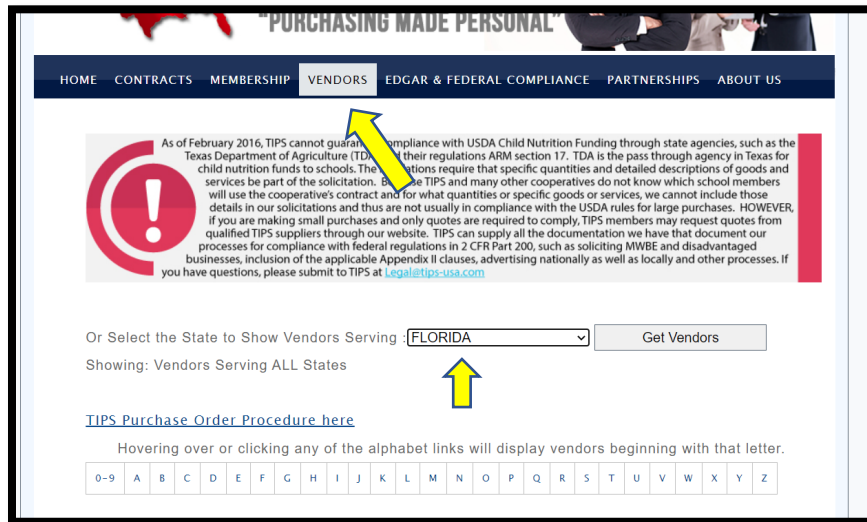 "PURCHASING MADE PERSONAL"
HOME CONTRACTS MEMBERSHIP VENDORS EDGAR & FEDERAL COMPLIANCE PARTNERSHIPS ABOUT US
As of February 2016, TIPS cannot compliance with USDA Child Nutrition Funding through state agencies, such as the
Texas Department of Agriculture their regulations ARM section 17. TDA is the pass through agency in Texas for
child nutrition funds to schools. The require that specific quantities and detailed descriptions of goods and
services be part of the solicitation. TIPS and many other cooperatives do not know which school members
will use the cooperative's contract and for what quantities or specific goods or services, we cannot include those
details in our solicitations and thus are not usually in compliance with the USDA rules for large purchases. HOWEVER,
if you are making small purchases and only quotes are required to comply, TIPS members may request quotes from
qualified TIPS suppliers through our website. TIPS can supply all the documentation we have that document our
processes for compliance with federal regulations in 2 CFR Part 200, such as soliciting MWBE and disadvantaged
businesses, inclusion of the applicable Appendix II clauses, advertising nationally as well as locally and other processes. If
you have questions, please submit to TIPS at Legal@tips-usa.com
Or Select the State to Show Vendors Serving : FLORIDA Get Vendors
Showing: Vendors Serving ALL States
TIPS Purchase Order Procedure here
Hovering over or clicking any of the alphabet links will display vendors beginning with that letter.
0-9 A B C D E F G H I J K L M N O P Q R S T U V W X Y Z